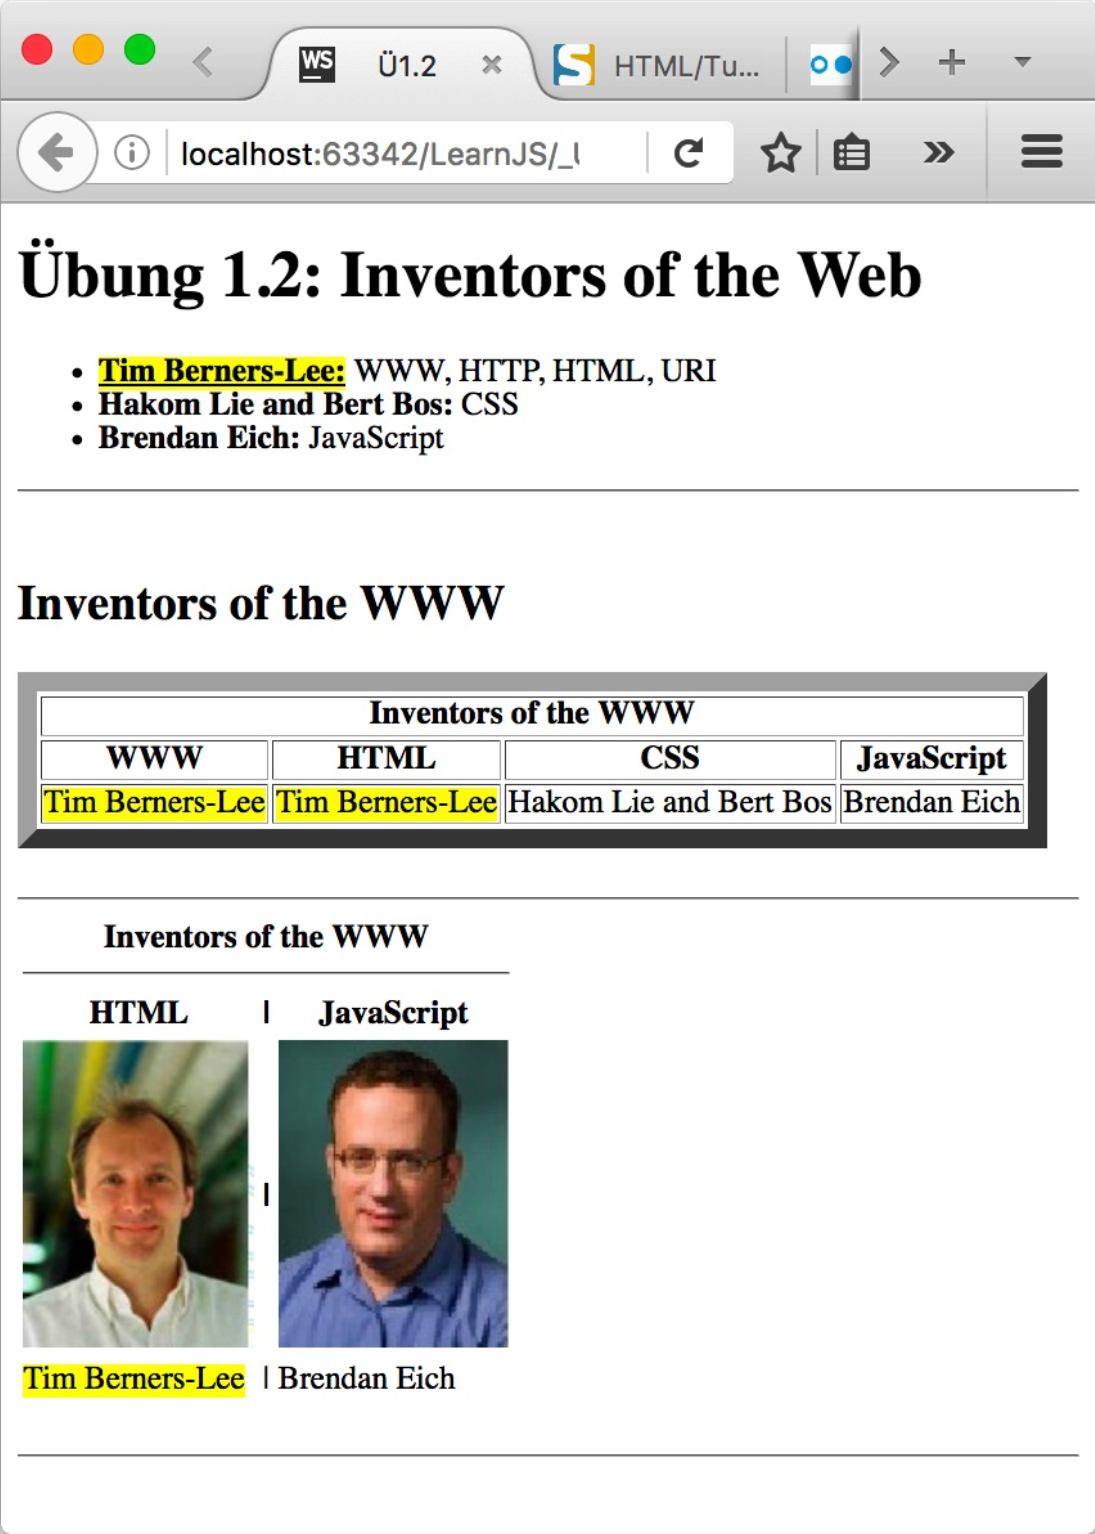 WS Ü1.2 HTML/Tu...
localhost:63342/LearnJS/_
Übung 1.2: Inventors of the Web
Tim Berners-Lee: WWW, HTTP, HTML, URI
Hakom Lie and Bert Bos: CSS
Brendan Eich: JavaScript
Inventors of the WWW
Inventors of the WWW
WWW HTML CSS JavaScript
Tim Berners-Lee Tim Berners-Lee Hakom Lie and Bert Bos Brendan Eich
Inventors of the WWW
HTML | JavaScript
|
Tim Berners-Lee | Brendan Eich